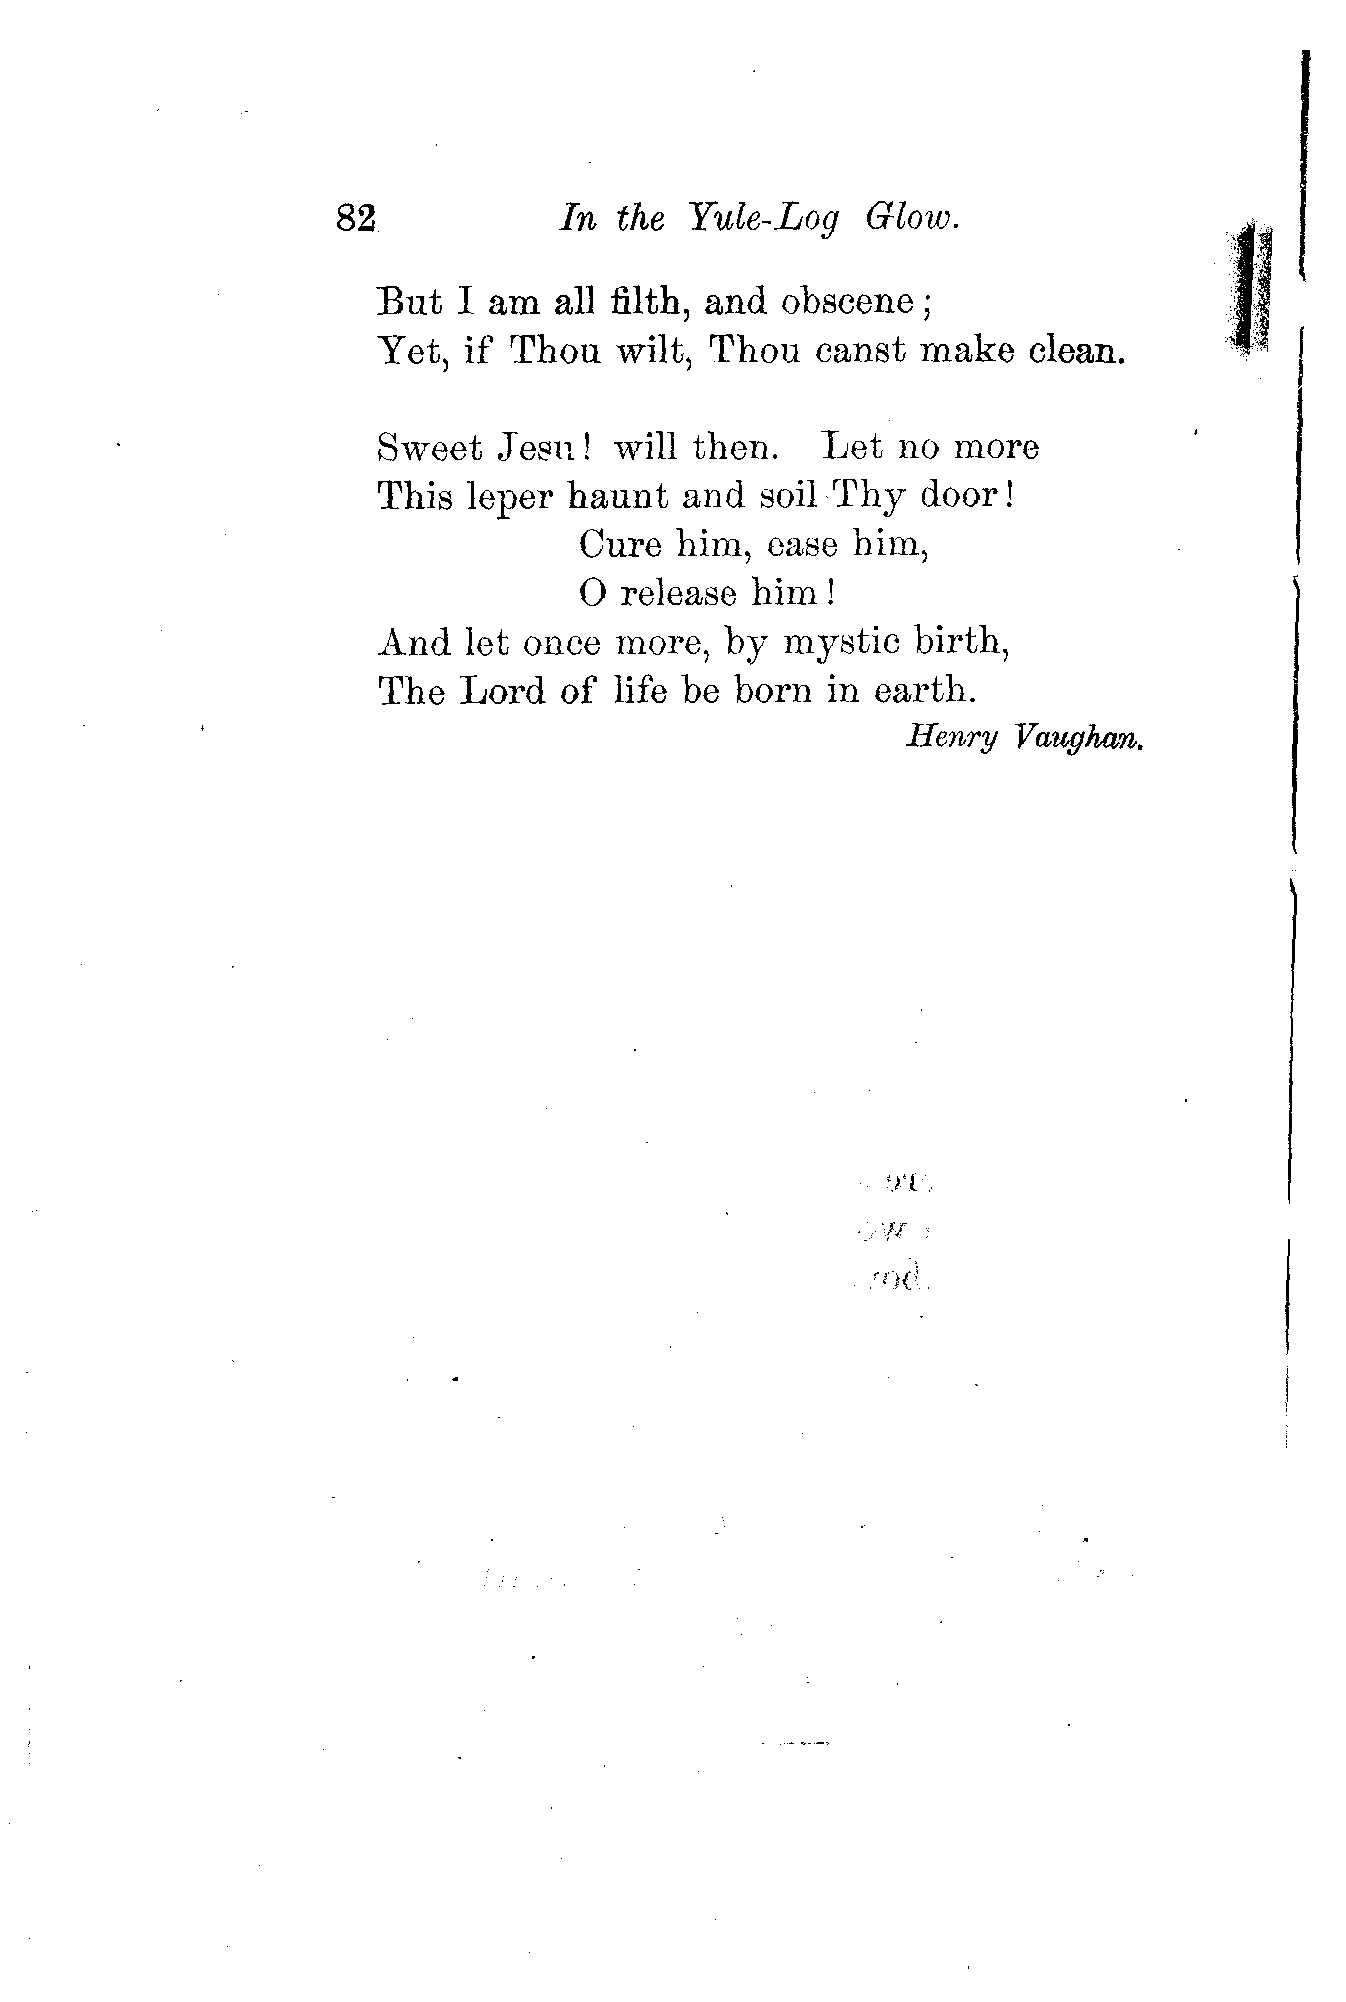 82 In the Yule-Log Glow.
But I am all filth, and obscene;
Yet, if Thou wilt, Thou canst make clean.
Sweet Jesu! will then. Let no more
This leper haunt and soil Thy door!
Cure him, ease him,
O release him!
And let once more, by mystic birth,
The Lord of life be born in earth.
Henry Vaughan.